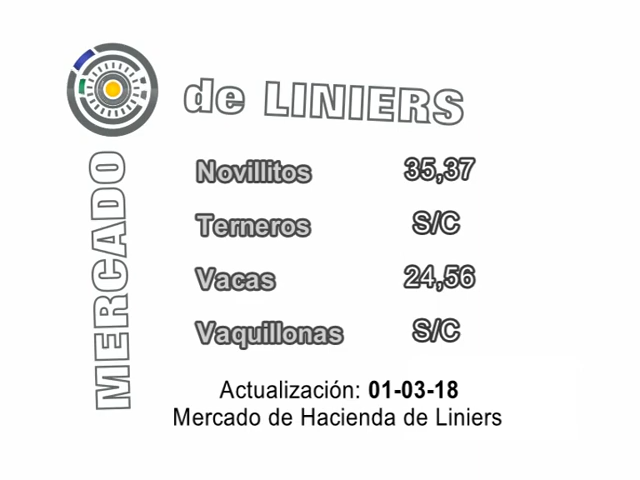 MERCADO
de LINIERS
Novillitos 35,37
Terneros S/C
Vacas 24,56
Vaquillonas S/C
Actualización: 01-03-18
Mercado de Hacienda de Liniers